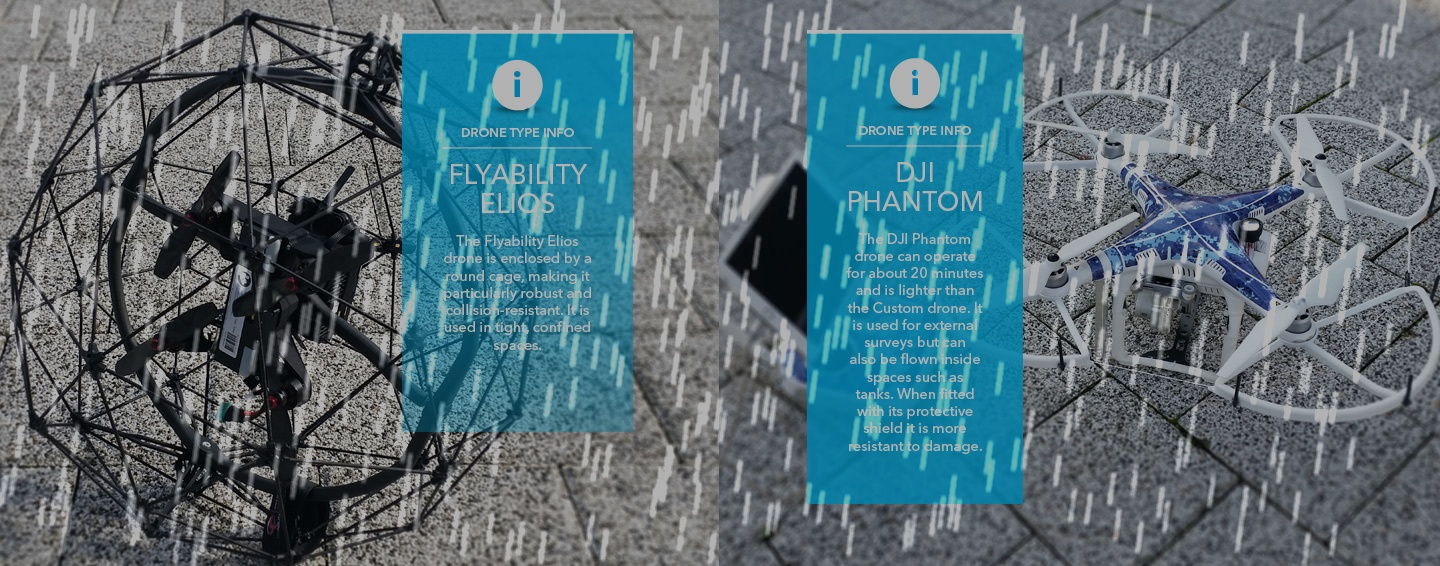 i
DRONE TYPE INFO
FLYABILITY
ELIOS
The Flyability Elios
drone is enclosed by a
round cage, making it
particularly robust and
collision-resistant. It is
used in tight, confined
spaces.
i
DRONE TYPE INFO
DJI
PHANTOM
The DJI Phantom
drone can operate
for about 20 minutes
and is lighter than
the Custom drone. It
is used for external
surveys but can
also be flown inside
spaces such as
tanks. When fitted
with its protective
shield it is more
resistant to damage.